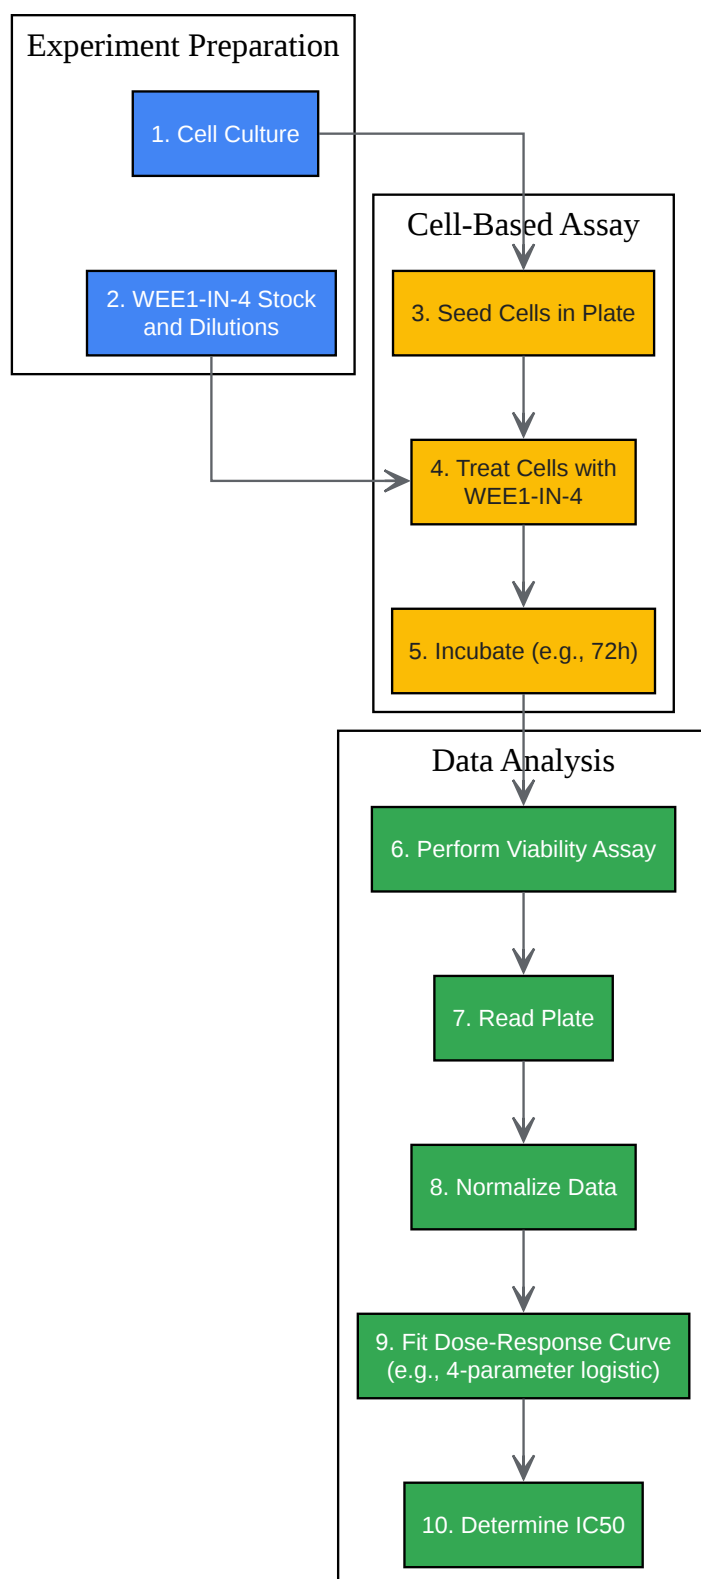 Experiment Preparation
1. Cell Culture
2. WEE1-IN-4 Stock
and Dilutions
Cell-Based Assay
3. Seed Cells in Plate
4. Treat Cells with
WEE1-IN-4
5. Incubate (e.g., 72h)
Data Analysis
6. Perform Viability Assay
7. Read Plate
8. Normalize Data
9. Fit Dose-Response Curve
(e.g., 4-parameter logistic)
10. Determine IC50